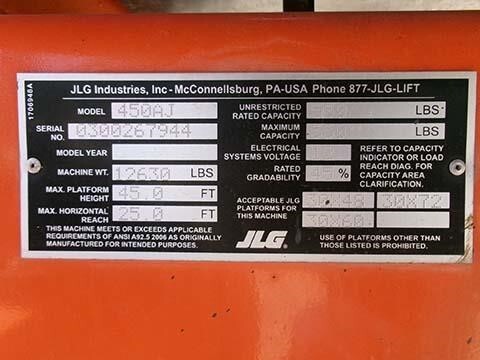 JLG Industries, Inc - McConnellsburg, PA-USA Phone 877-JLG-LIFT
1706948A
MODEL 450AJ
SERIAL NO. 0300267944
MODEL YEAR
MACHINE WT. 12630 LBS
MAX. PLATFORM HEIGHT 45.0 FT
MAX. HORIZONTAL REACH 25.0 FT
THIS MACHINE MEETS OR EXCEEDS APPLICABLE
REQUIREMENTS OF ANSI A92.5 2006 AS ORIGINALLY
MANUFACTURED FOR INTENDED PURPOSES.
UNRESTRICTED RATED CAPACITY LBS
MAXIMUM CAPACITY LBS
ELECTRICAL SYSTEMS VOLTAGE
RATED GRADABILITY 45%
REFER TO CAPACITY
INDICATOR OR LOAD
REACH DIAG. FOR
CAPACITY AREA
CLARIFICATION.
ACCEPTABLE JLG
PLATFORMS FOR
THIS MACHINE
30X48 30X72
30X60
JLG
USE OF PLATFORMS OTHER THAN
THOSE LISTED IS PROHIBITED.